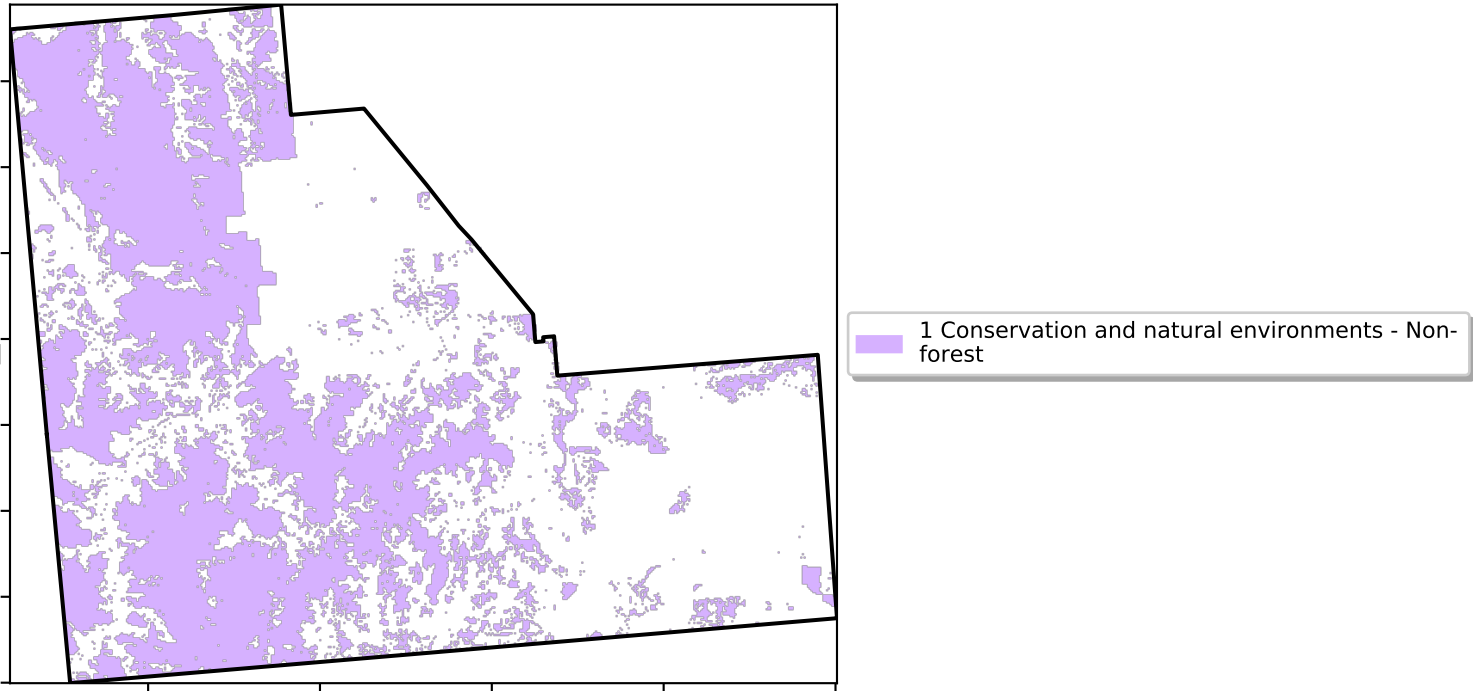 1 Conservation and natural environments - Non-
forest